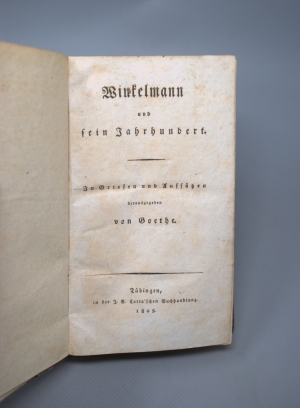 Winkelmann
und
sein Jahrhundert.
In Briefen und Aufsätzen
herausgegeben
von Goethe.
Tübingen,
in der J. G. Cotta'schen Buchhandlung.
1805.